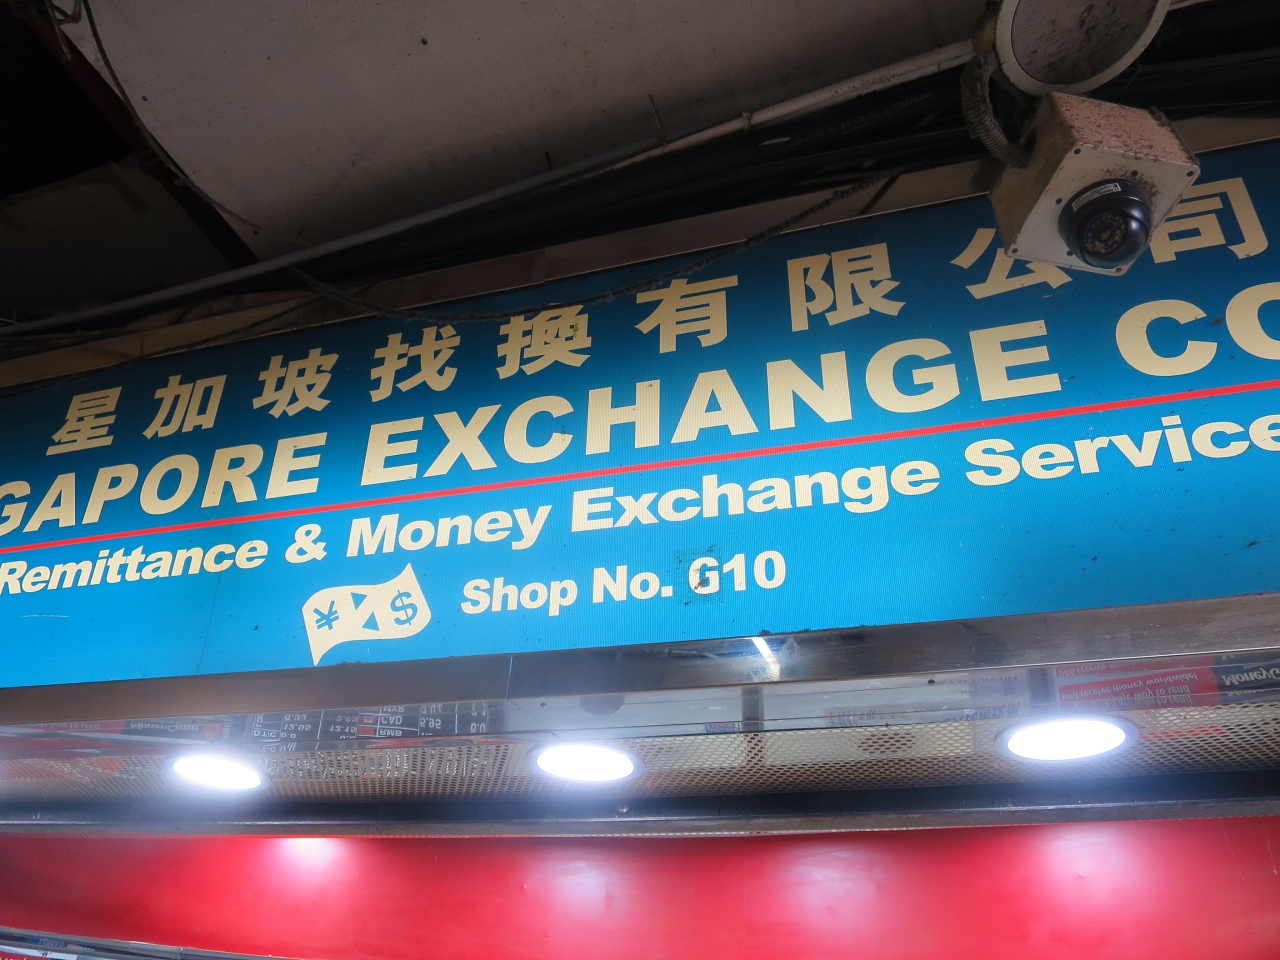 星加坡找換有限公司
GAPORE EXCHANGE CO
Remittance & Money Exchange Service
¥ $
Shop No. G10